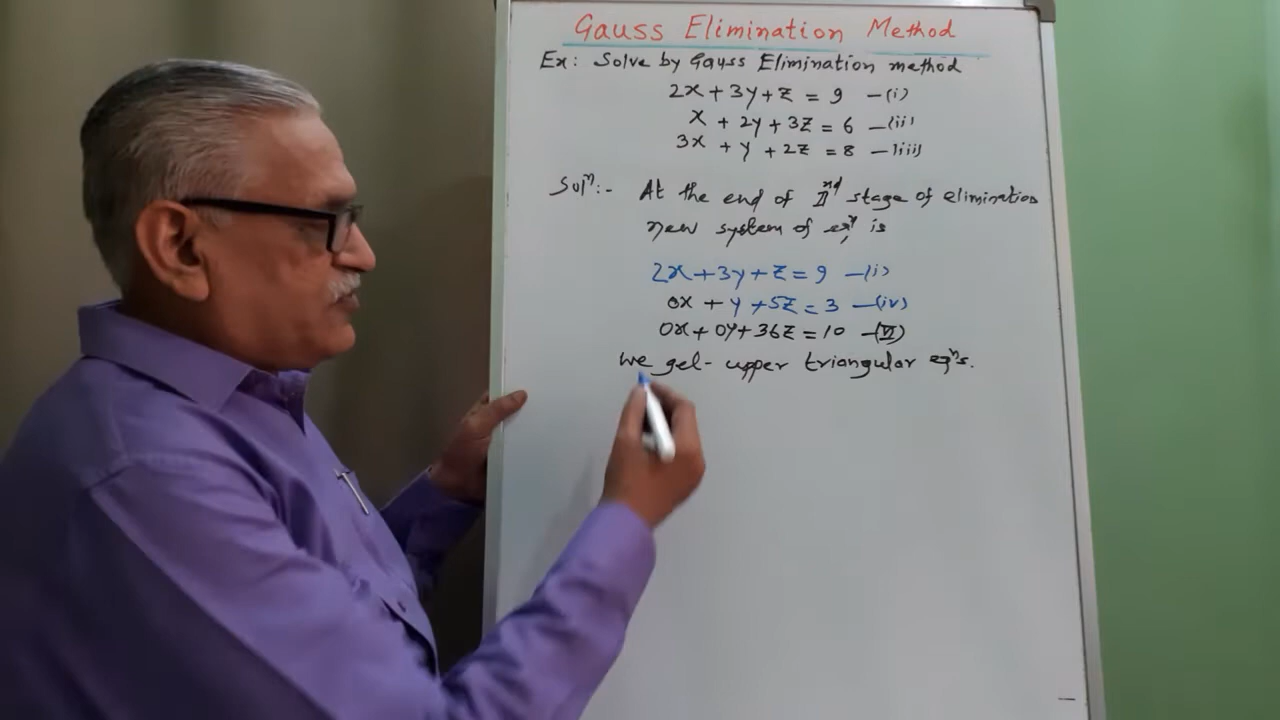 Gauss Elimination Method
Ex: Solve by Gauss Elimination method
2x + 3y + z = 9 –(i)
x + 2y + 3z = 6 –(ii)
3x + y + 2z = 8 –(iii)
Solⁿ:- At the end of IInd stage of elimination
new system of eqⁿ is
2x + 3y + z = 9 –(i)
0x + y + 5z = 3 –(iv)
0x + 0y + 36z = 10 –(VI)
We get upper triangular eqⁿs.